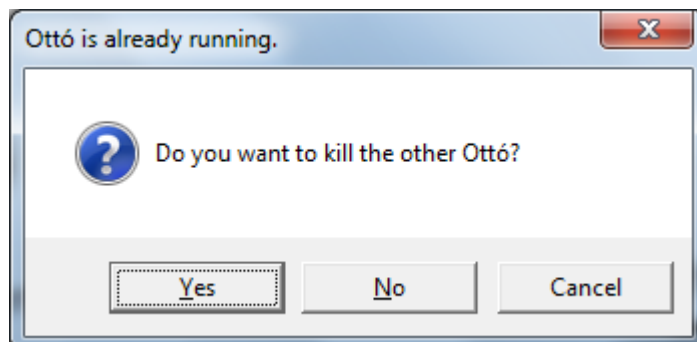 Ottó is already running.
Do you want to kill the other Ottó?
Yes No Cancel